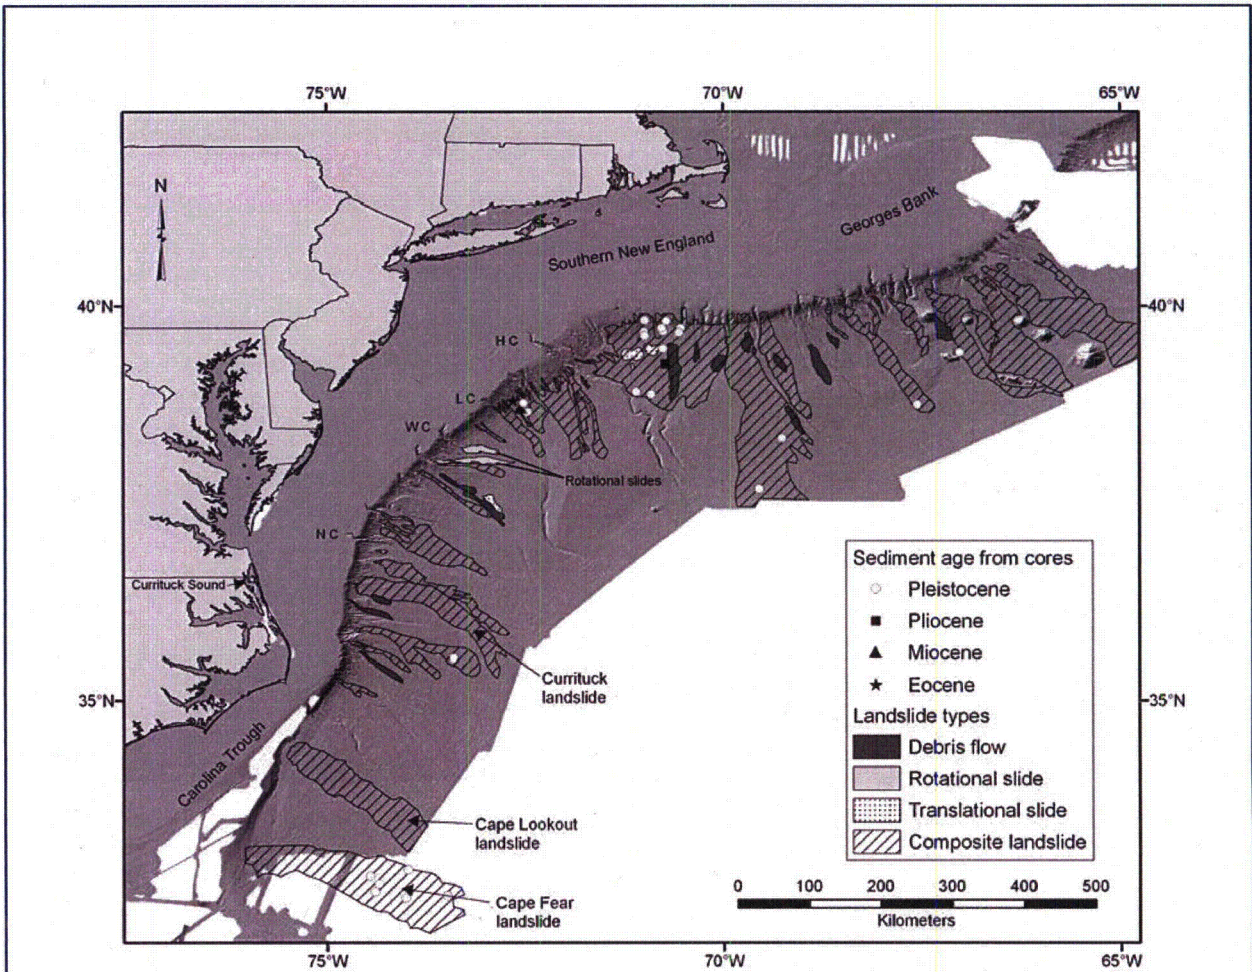 75°W
70°W
65°W
N
Georges Bank
Southern New England
40°N
40°N
HC
LC
WC
Rotational slides
NC
Currituck Sound
Currituck
landslide
35°N
35°N
Carolina Trough
Cape Lookout
landslide
Cape Fear
landslide
Sediment age from cores
Pleistocene
Pliocene
Miocene
Eocene
Landslide types
Debris flow
Rotational slide
Translational slide
Composite landslide
0 100 200 300 400 500
Kilometers
75°W
70°W
65°W